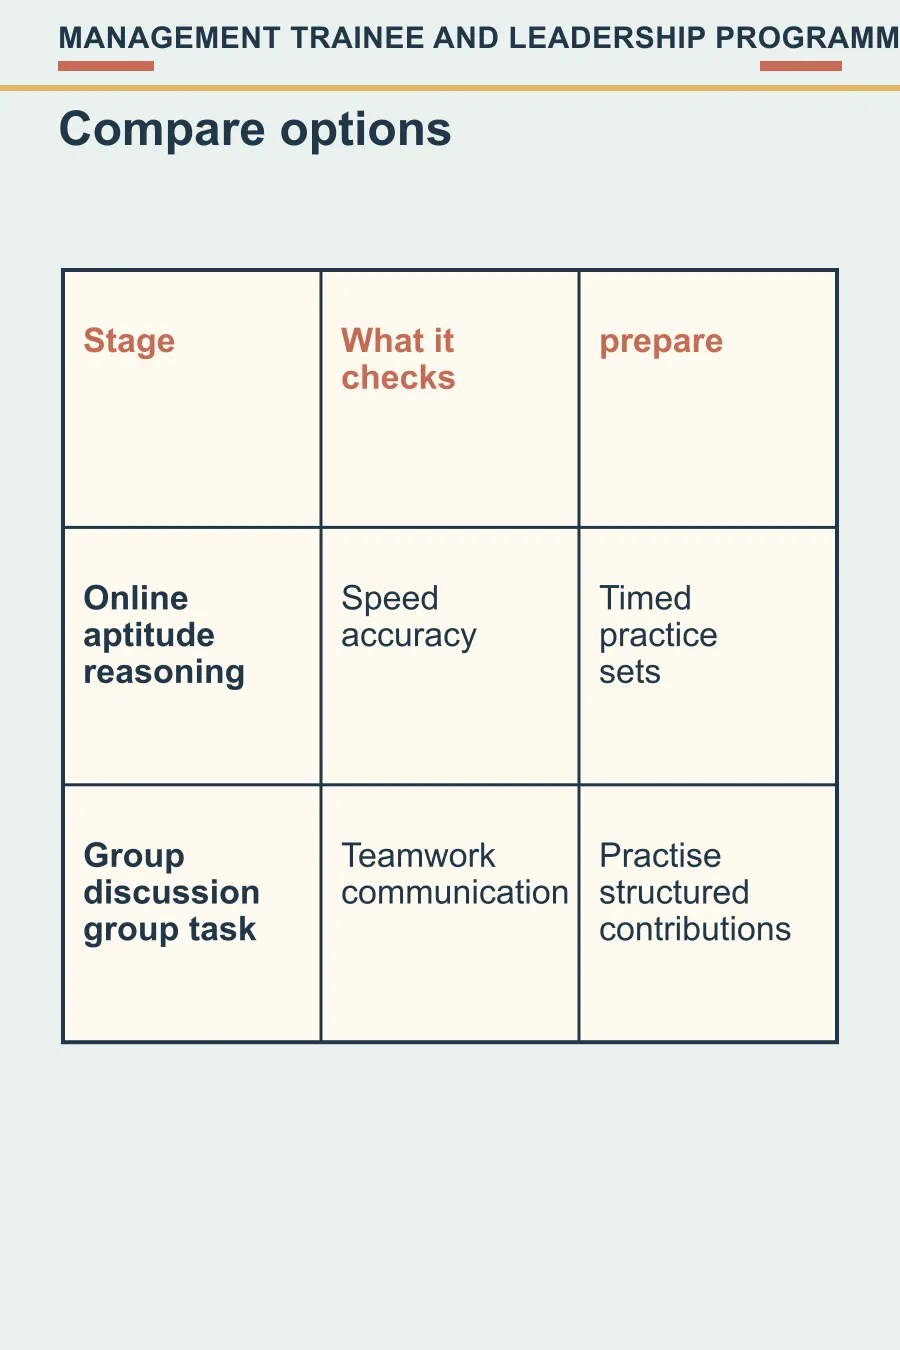 MANAGEMENT TRAINEE AND LEADERSHIP PROGRAMM
Compare options
Stage
What it
checks
prepare
Online
aptitude
reasoning
Speed
accuracy
Timed
practice
sets
Group
discussion
group task
Teamwork
communication
Practise
structured
contributions